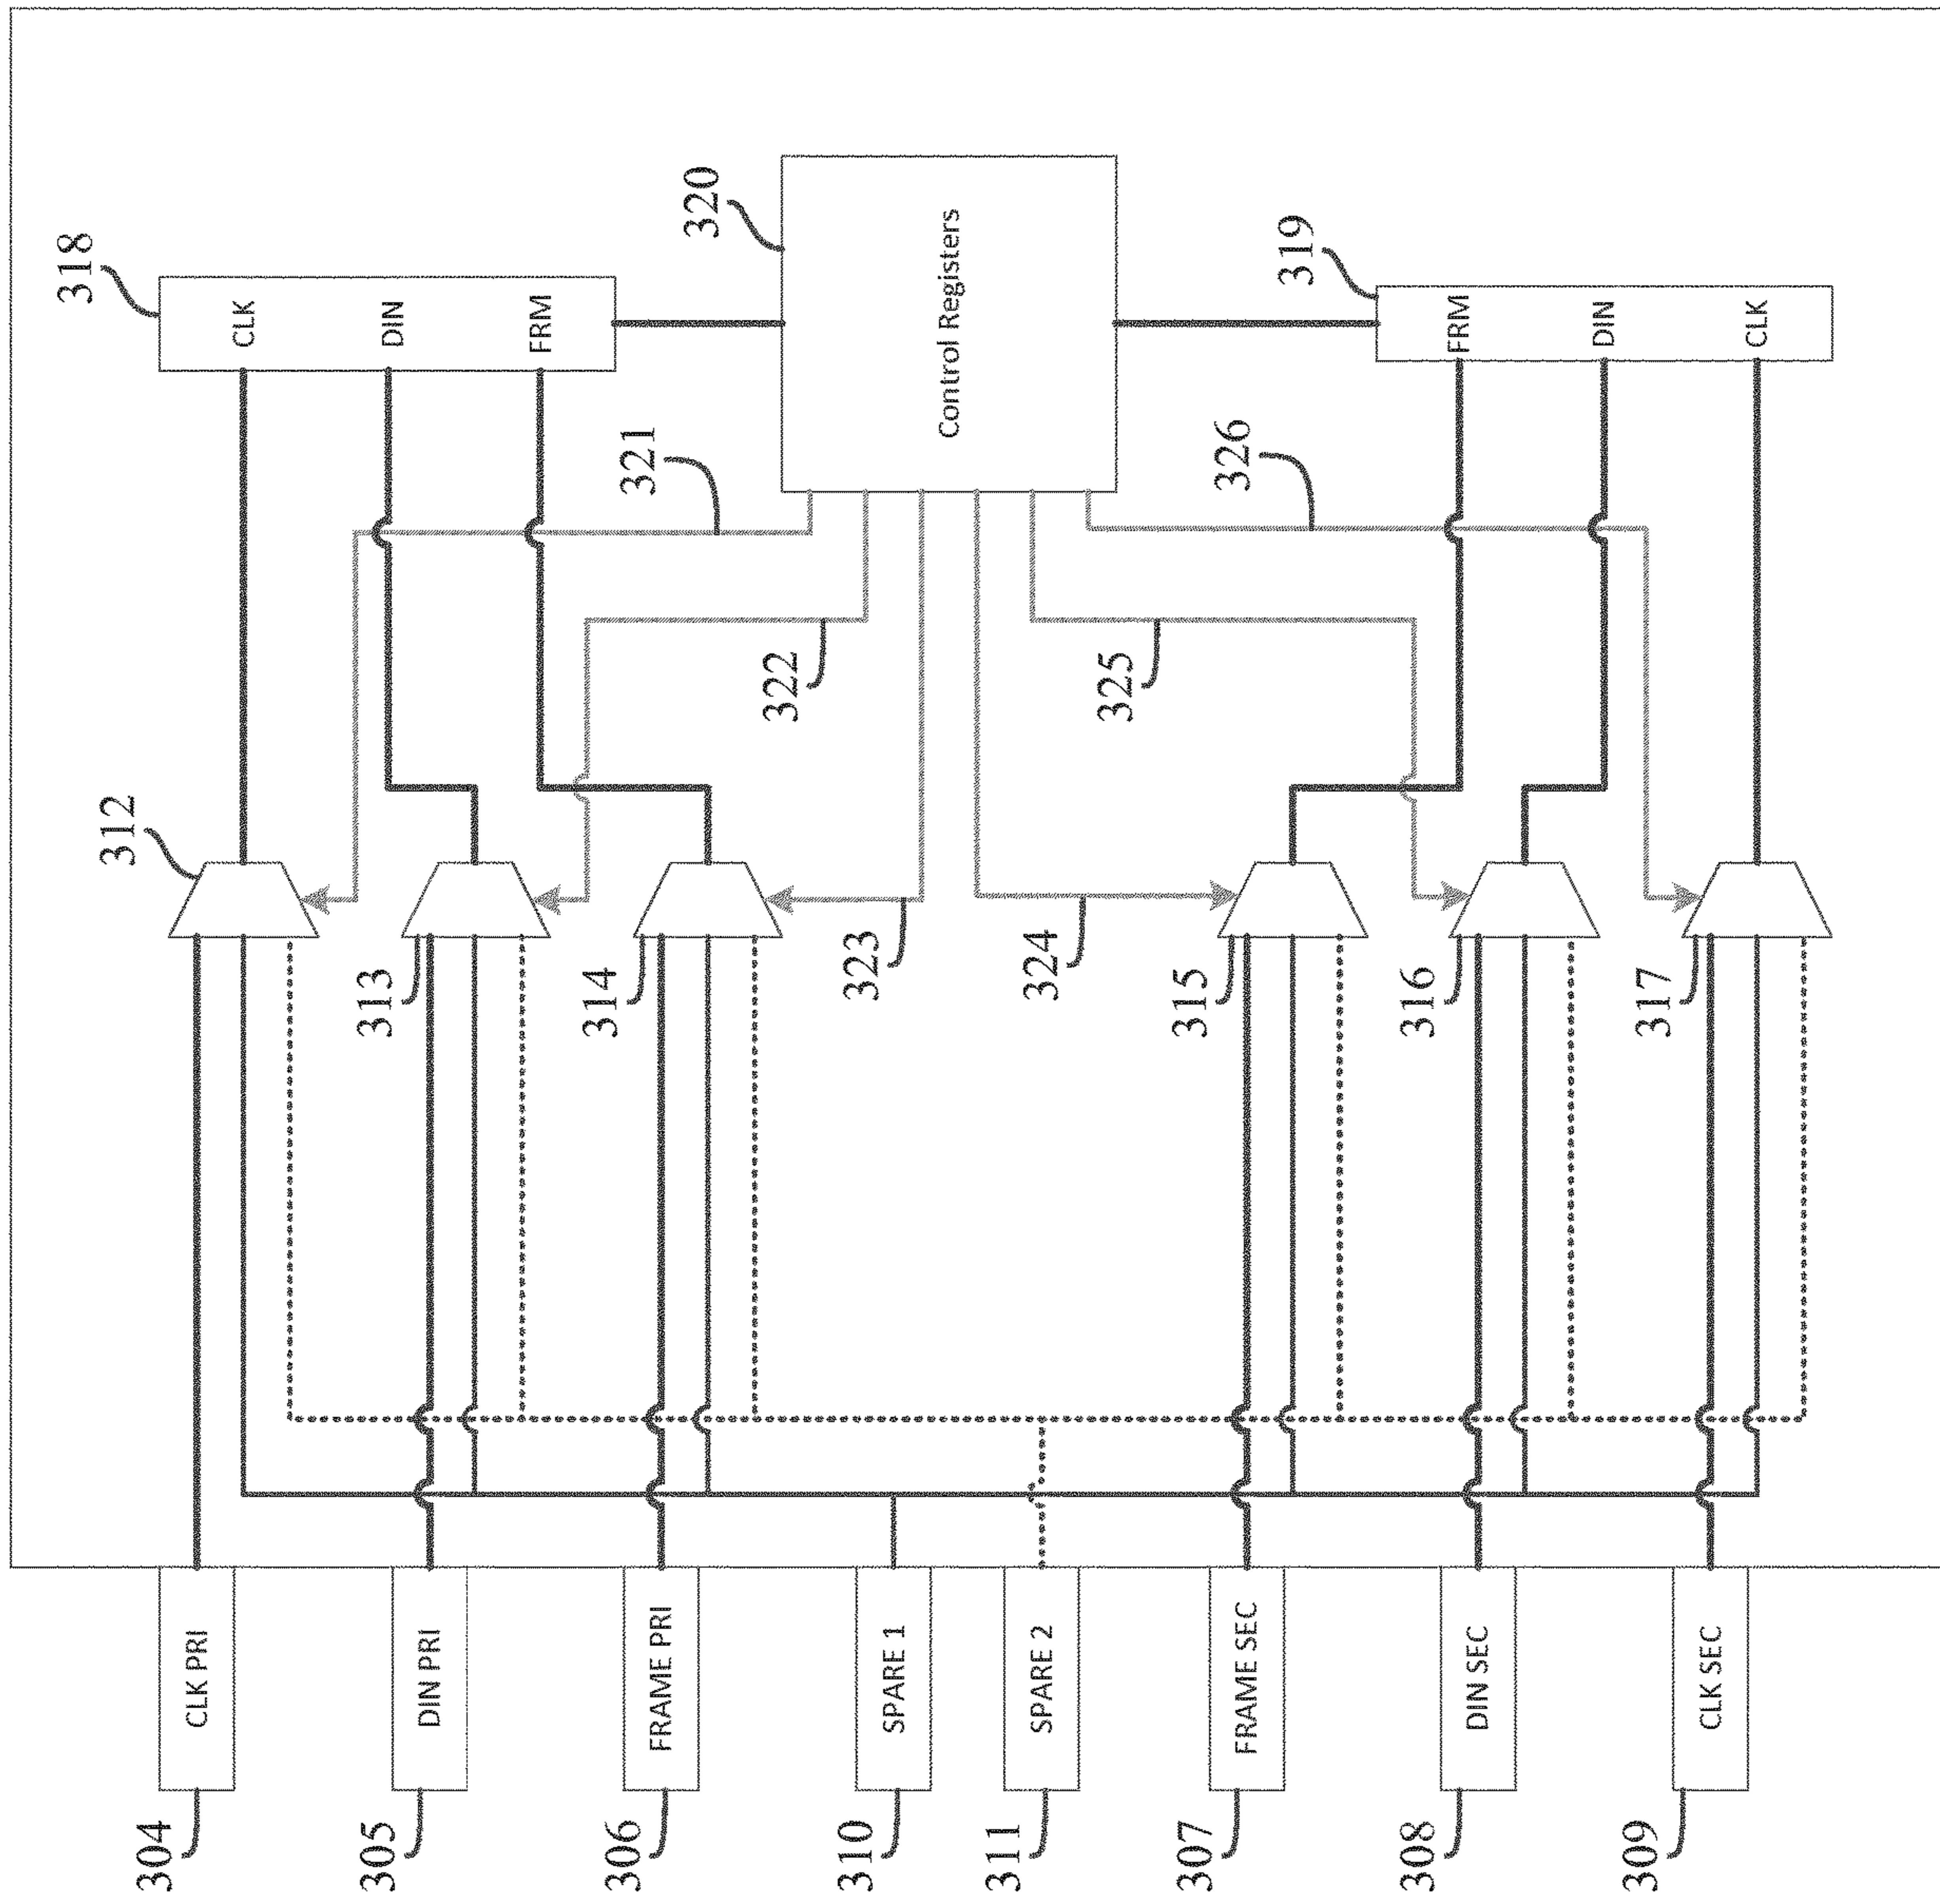 304
CLK PRI
312
CLK
318
305
DIN PRI
313
DIN
306
FRAME PRI
314
FRM
321
322
310
SPARE 1
323
320
Control Registers
311
SPARE 2
324
325
326
307
FRAME SEC
315
FRM
319
308
DIN SEC
316
DIN
309
CLK SEC
317
CLK